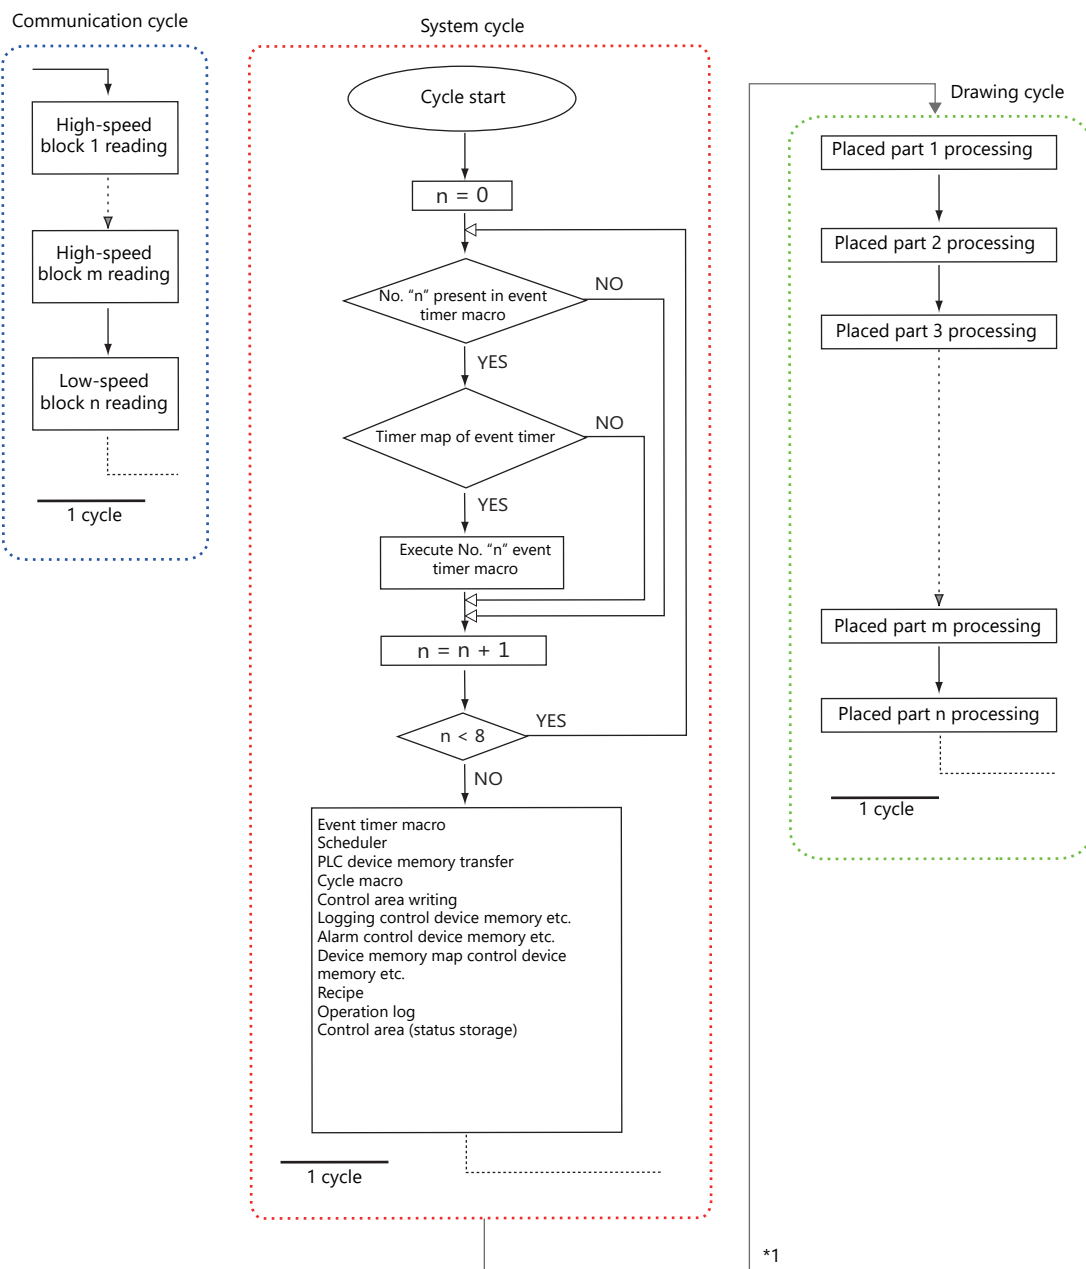 Communication cycle
High-speed
block 1 reading
High-speed
block m reading
Low-speed
block n reading
1 cycle
System cycle
Cycle start
n = 0
No. “n” present in event
timer macro
NO
YES
Timer map of event timer
NO
YES
Execute No. “n” event
timer macro
n = n + 1
n < 8
YES
NO
Event timer macro
Scheduler
PLC device memory transfer
Cycle macro
Control area writing
Logging control device memory etc.
Alarm control device memory etc.
Device memory map control device
memory etc.
Recipe
Operation log
Control area (status storage)
1 cycle
Drawing cycle
Placed part 1 processing
Placed part 2 processing
Placed part 3 processing
Placed part m processing
Placed part n processing
1 cycle
*1